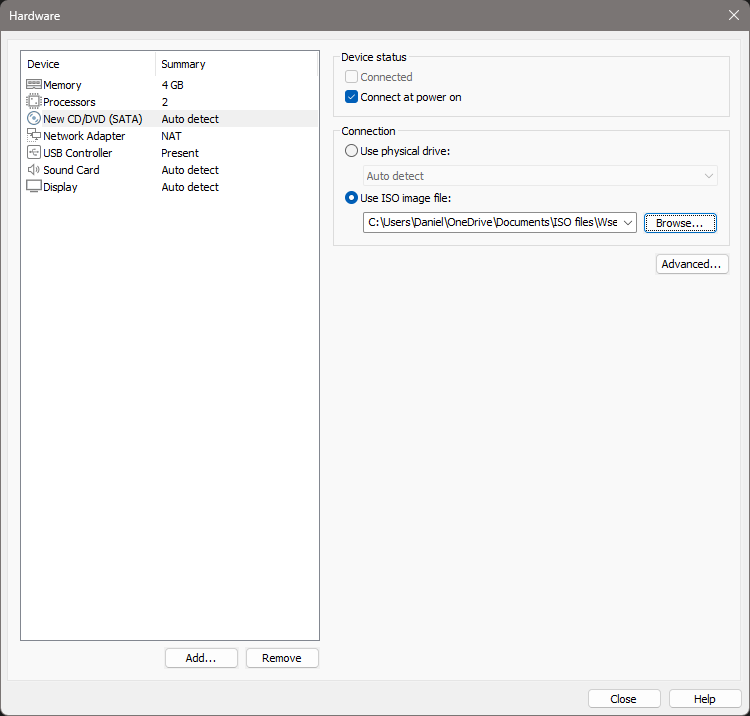 Hardware
Device Summary
Memory 4 GB
Processors 2
New CD/DVD (SATA) Auto detect
Network Adapter NAT
USB Controller Present
Sound Card Auto detect
Display Auto detect
Add... Remove
Device status
Connected
Connect at power on
Connection
Use physical drive:
Auto detect
Use ISO image file:
C:\Users\Daniel\OneDrive\Documents\ISO files\Wse Browse...
Advanced...
Close Help